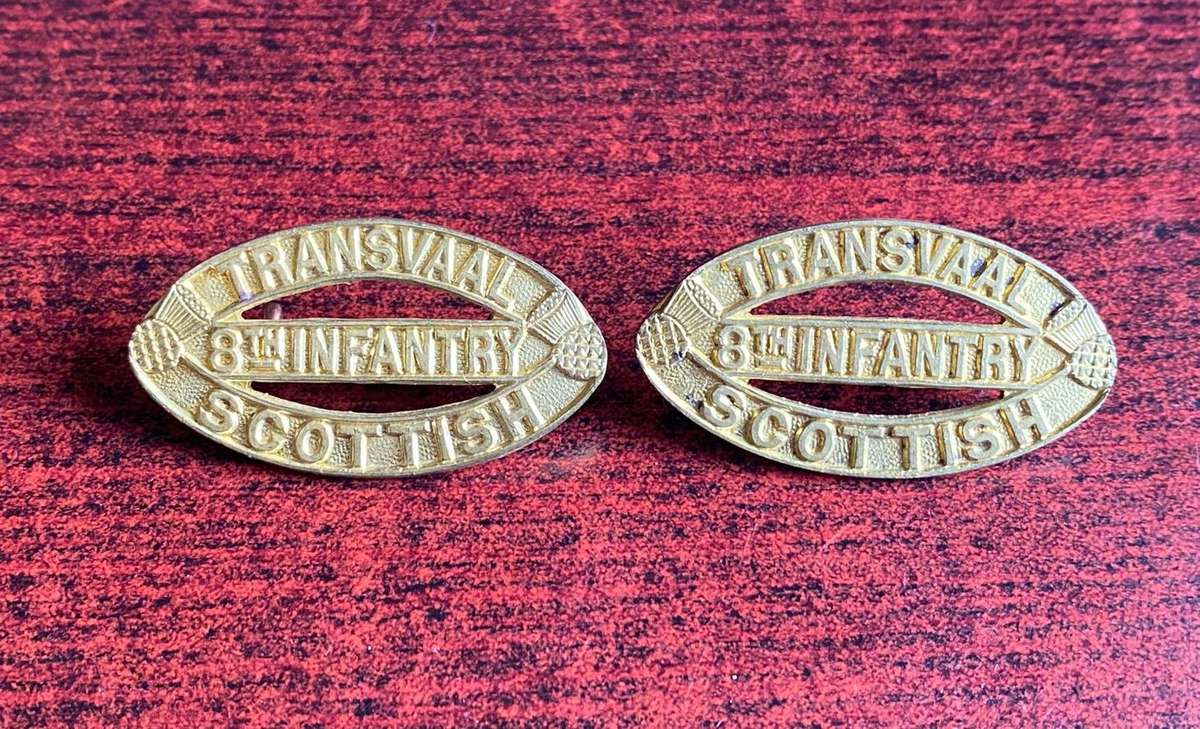 TRANSVAAL
8TH INFANTRY
SCOTTISH
TRANSVAAL
8TH INFANTRY
SCOTTISH